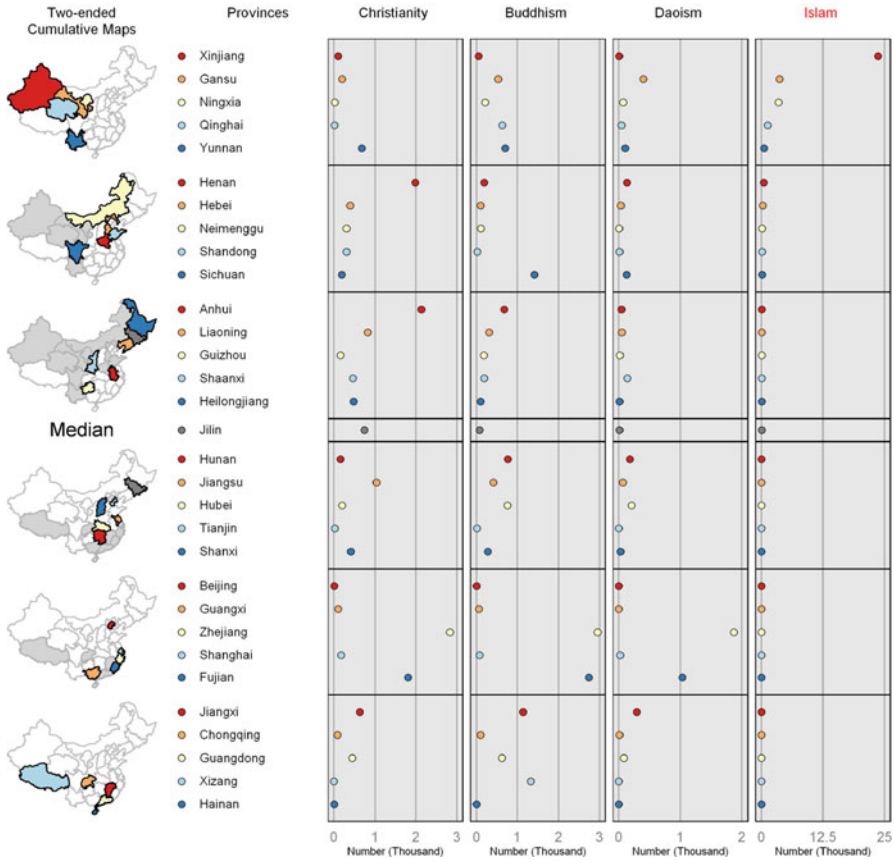 Two-ended
Cumulative Maps
Provinces
Christianity
Buddhism
Daoism
Islam
Xinjiang
Gansu
Ningxia
Qinghai
Yunnan
Henan
Hebei
Neimenggu
Shandong
Sichuan
Anhui
Liaoning
Guizhou
Shaanxi
Heilongjiang
Median
Jilin
Hunan
Jiangsu
Hubei
Tianjin
Shanxi
Beijing
Guangxi
Zhejiang
Shanghai
Fujian
Jiangxi
Chongqing
Guangdong
Xizang
Hainan
0 1 2 3
Number (Thousand)
0 1 2 3
Number (Thousand)
0 1 2
Number (Thousand)
0 12.5 25
Number (Thousand)